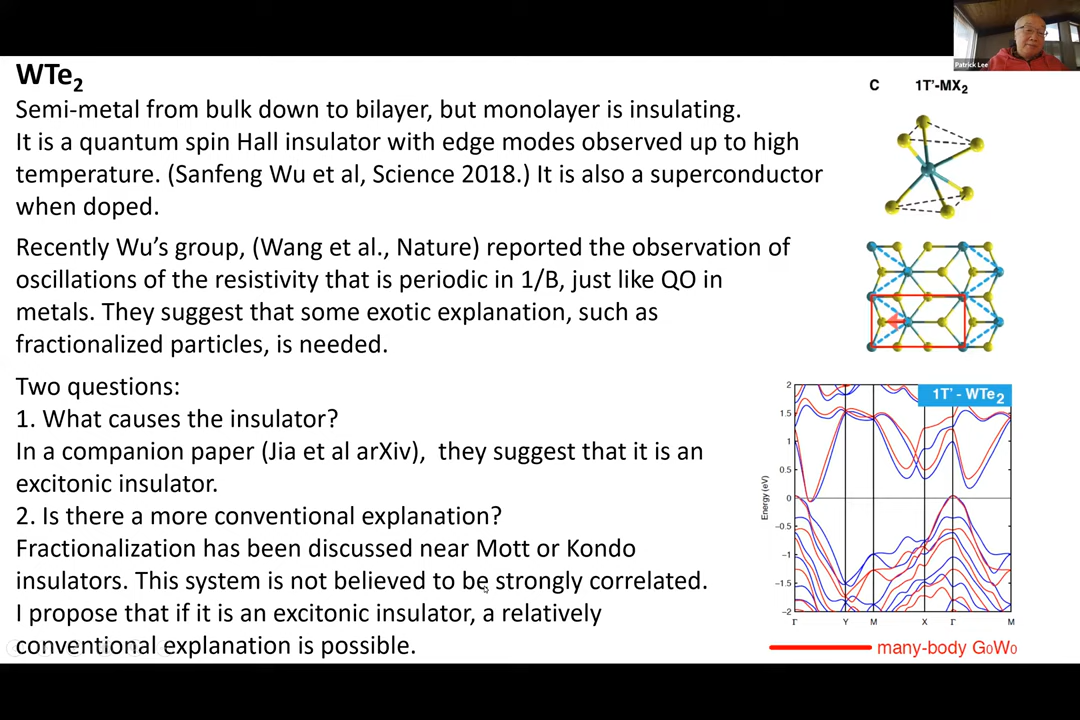 Patrick Lee
WTe₂
Semi-metal from bulk down to bilayer, but monolayer is insulating.
It is a quantum spin Hall insulator with edge modes observed up to high
temperature. (Sanfeng Wu et al, Science 2018.) It is also a superconductor
when doped.
Recently Wu's group, (Wang et al., Nature) reported the observation of
oscillations of the resistivity that is periodic in 1/B, just like QO in
metals. They suggest that some exotic explanation, such as
fractionalized particles, is needed.
Two questions:
1. What causes the insulator?
In a companion paper (Jia et al arXiv), they suggest that it is an
excitonic insulator.
2. Is there a more conventional explanation?
Fractionalization has been discussed near Mott or Kondo
insulators. This system is not believed to be strongly correlated.
I propose that if it is an excitonic insulator, a relatively
conventional explanation is possible.
C 1T'-MX₂
1T' - WTe₂
Energy (eV)
2
1.5
1
0.5
0
−0.5
−1
−1.5
−2
Γ Y M X Γ M
many-body G₀W₀